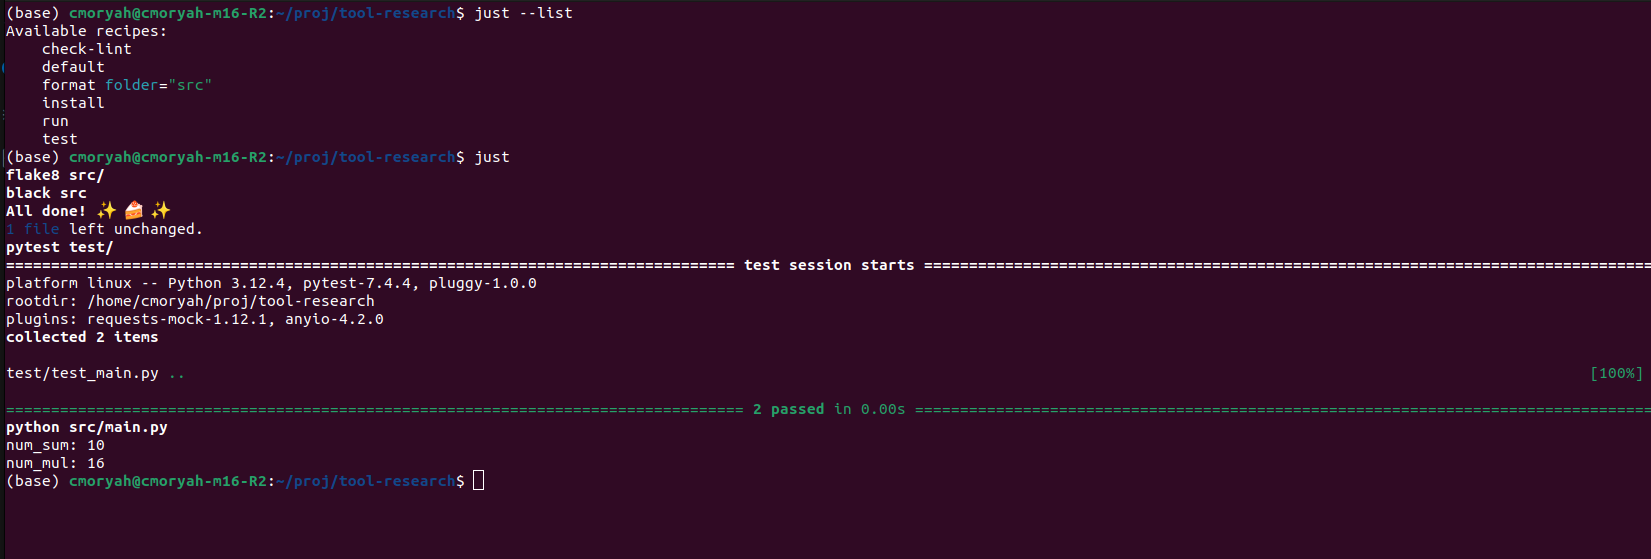 (base) cmoryah@cmoryah-m16-R2:~/proj/tool-research$ just --list
Available recipes:
    check-lint
    default
    format folder="src"
    install
    run
    test
(base) cmoryah@cmoryah-m16-R2:~/proj/tool-research$ just
flake8 src/
black src
All done! ✨ 🍰 ✨
1 file left unchanged.
pytest test/
================================================================================= test session starts =================================================================================
platform linux -- Python 3.12.4, pytest-7.4.4, pluggy-1.0.0
rootdir: /home/cmoryah/proj/tool-research
plugins: requests-mock-1.12.1, anyio-4.2.0
collected 2 items
test/test_main.py .. [100%]
================================================================================== 2 passed in 0.00s ==================================================================================
python src/main.py
num_sum: 10
num_mul: 16
(base) cmoryah@cmoryah-m16-R2:~/proj/tool-research$